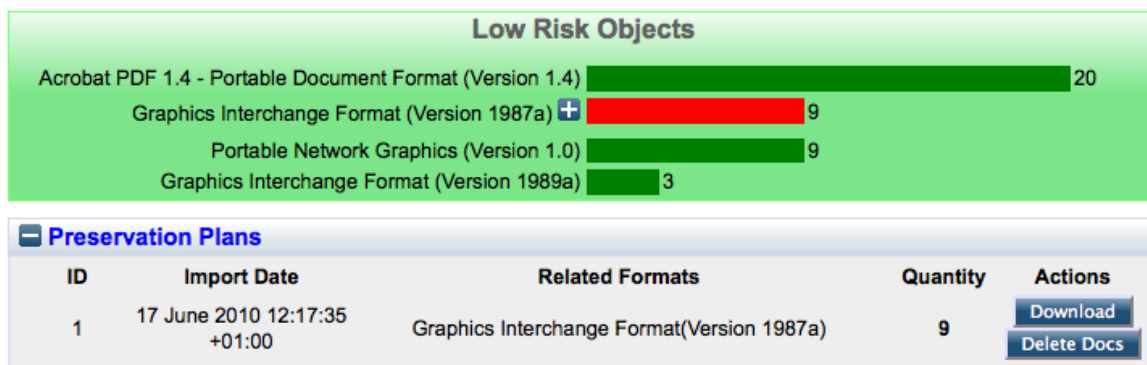 Low Risk Objects
Acrobat PDF 1.4 - Portable Document Format (Version 1.4) 20
Graphics Interchange Format (Version 1987a) 9
Portable Network Graphics (Version 1.0) 9
Graphics Interchange Format (Version 1989a) 3
Preservation Plans
ID Import Date Related Formats Quantity Actions
1 17 June 2010 12:17:35 +01:00 Graphics Interchange Format(Version 1987a) 9 Download
Delete Docs